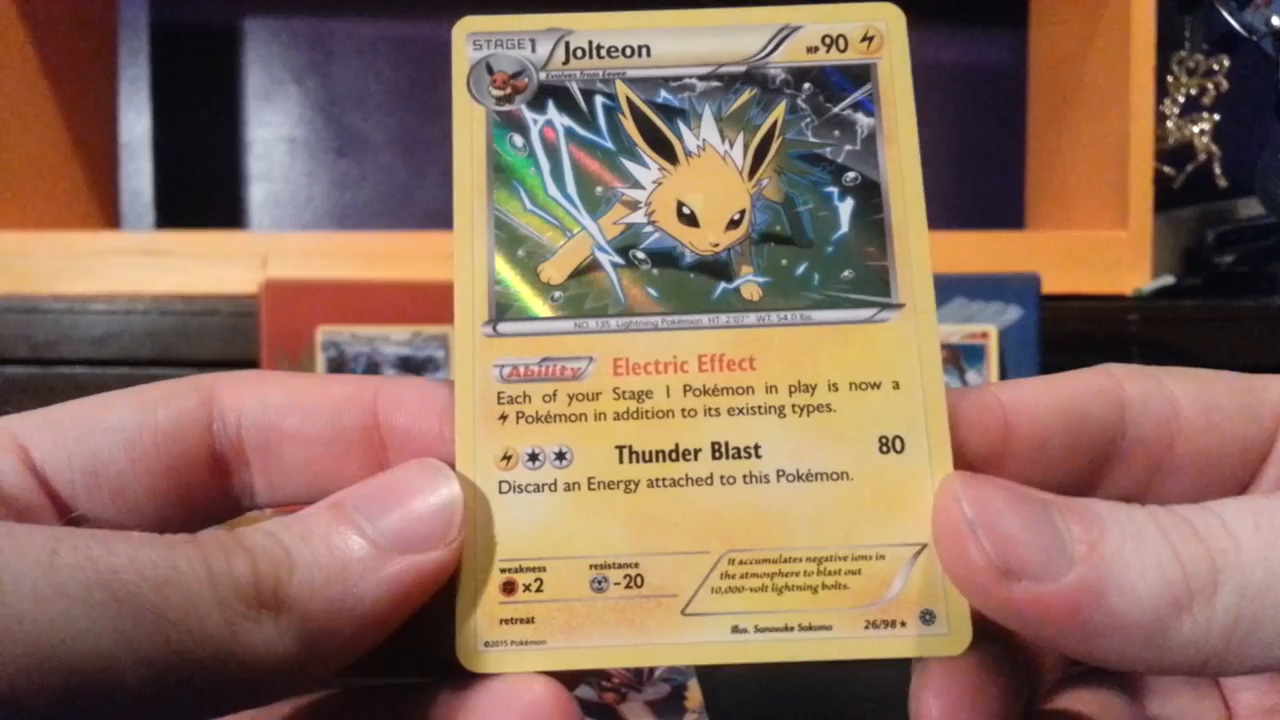 STAGE1 Jolteon HP90
Evolves from Eevee
NO. 135 Lightning Pokémon HT: 2'07" WT: 54.0 lbs.
Ability Electric Effect
Each of your Stage 1 Pokémon in play is now a
Pokémon in addition to its existing types.
Thunder Blast 80
Discard an Energy attached to this Pokémon.
weakness resistance
×2 -20
It accumulates negative ions in
the atmosphere to blast out
10,000-volt lightning bolts.
retreat
Illus. Sanosuke Sakuma 26/98
©2015 Pokémon